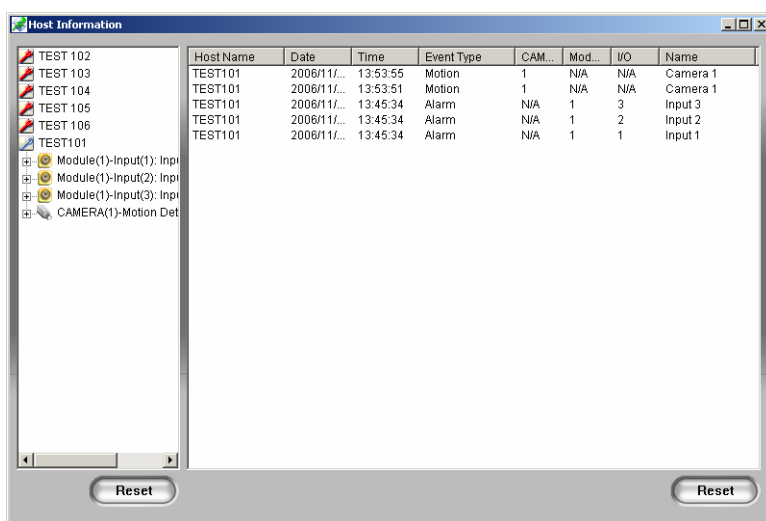 Host Information
TEST 102
TEST 103
TEST 104
TEST 105
TEST 106
TEST101
Module(1)-Input(1): Inp
Module(1)-Input(2): Inp
Module(1)-Input(3): Inp
CAMERA(1)-Motion Det
Host Name Date Time Event Type CAM... Mod... I/O Name
TEST101 2006/11/... 13:53:55 Motion 1 N/A N/A Camera 1
TEST101 2006/11/... 13:53:51 Motion 1 N/A N/A Camera 1
TEST101 2006/11/... 13:45:34 Alarm N/A 1 3 Input 3
TEST101 2006/11/... 13:45:34 Alarm N/A 1 2 Input 2
TEST101 2006/11/... 13:45:34 Alarm N/A 1 1 Input 1
Reset Reset